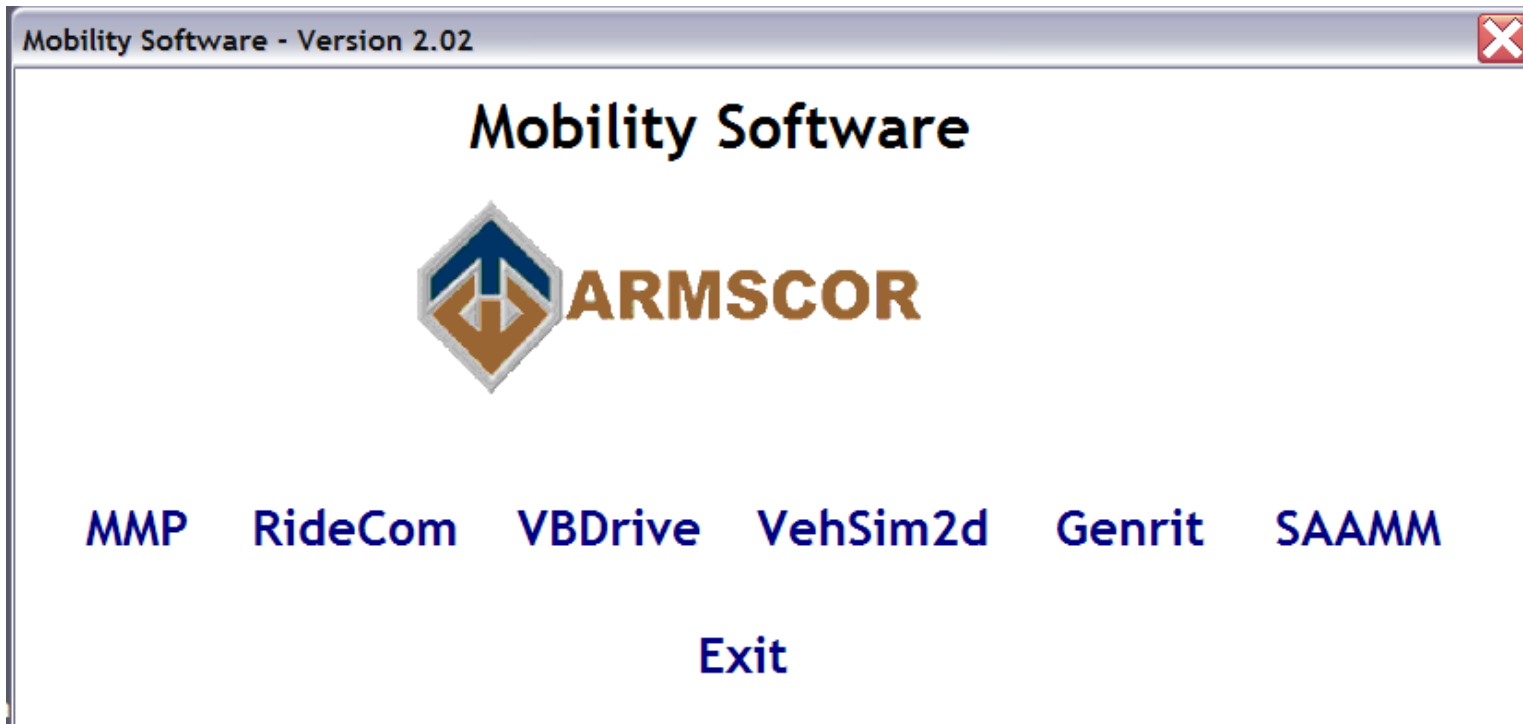 Mobility Software - Version 2.02
Mobility Software
ARMSCOR
MMP RideCom VBDrive VehSim2d Genrit SAAMM
Exit